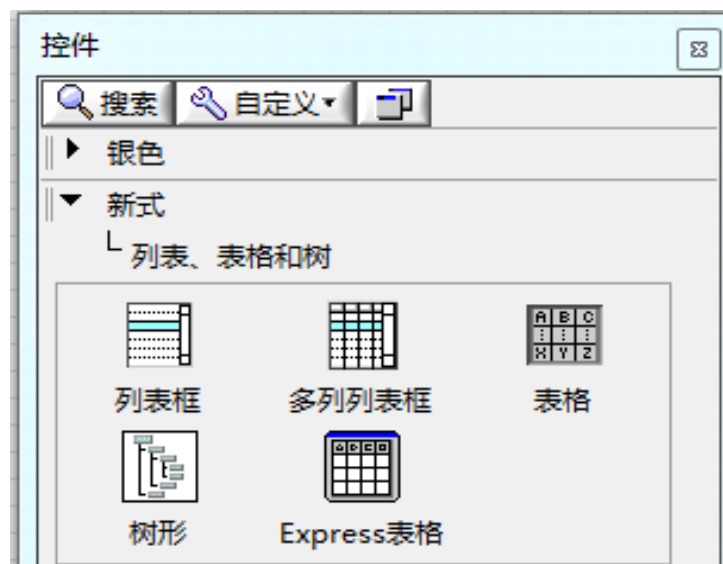 控件
搜索 自定义
银色
新式
列表、表格和树
A B C
X Y Z
列表框 多列列表框 表格
A B C D
树形 Express表格